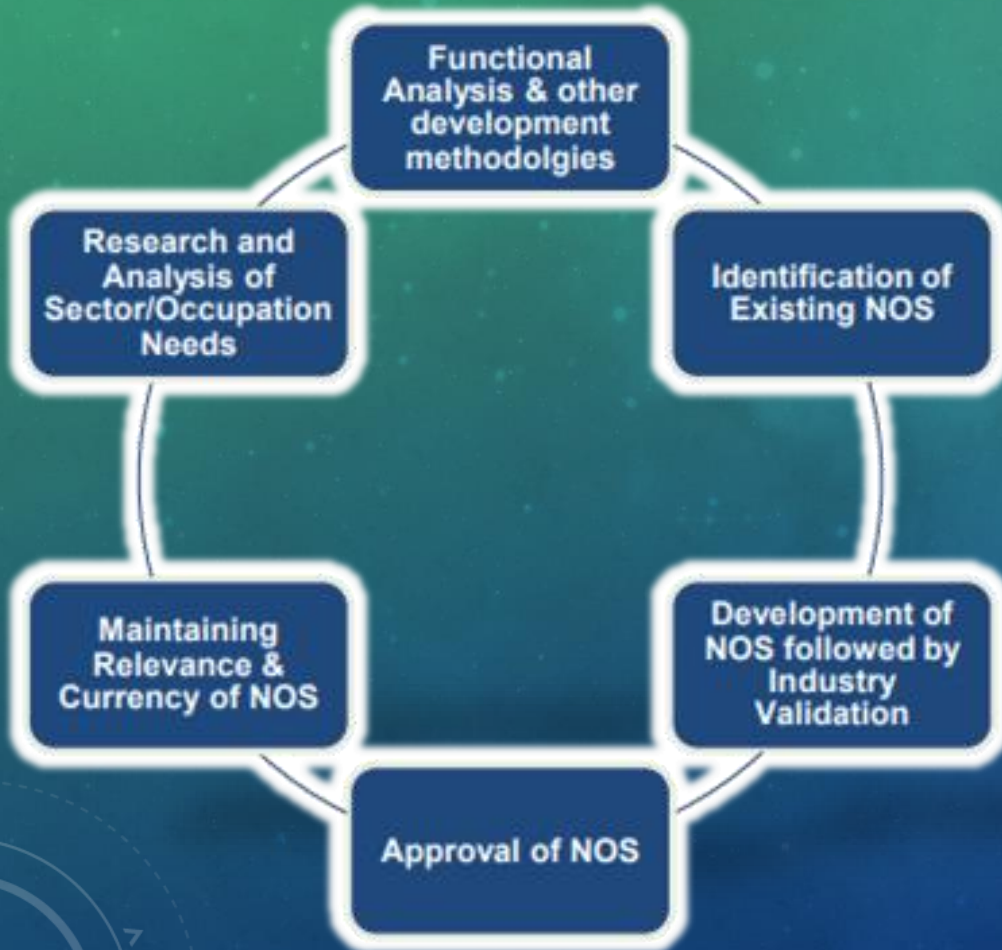 Functional
Analysis & other
development
methodolgies
Identification of
Existing NOS
Development of
NOS followed by
Industry
Validation
Approval of NOS
Maintaining
Relevance &
Currency of NOS
Research and
Analysis of
Sector/Occupation
Needs